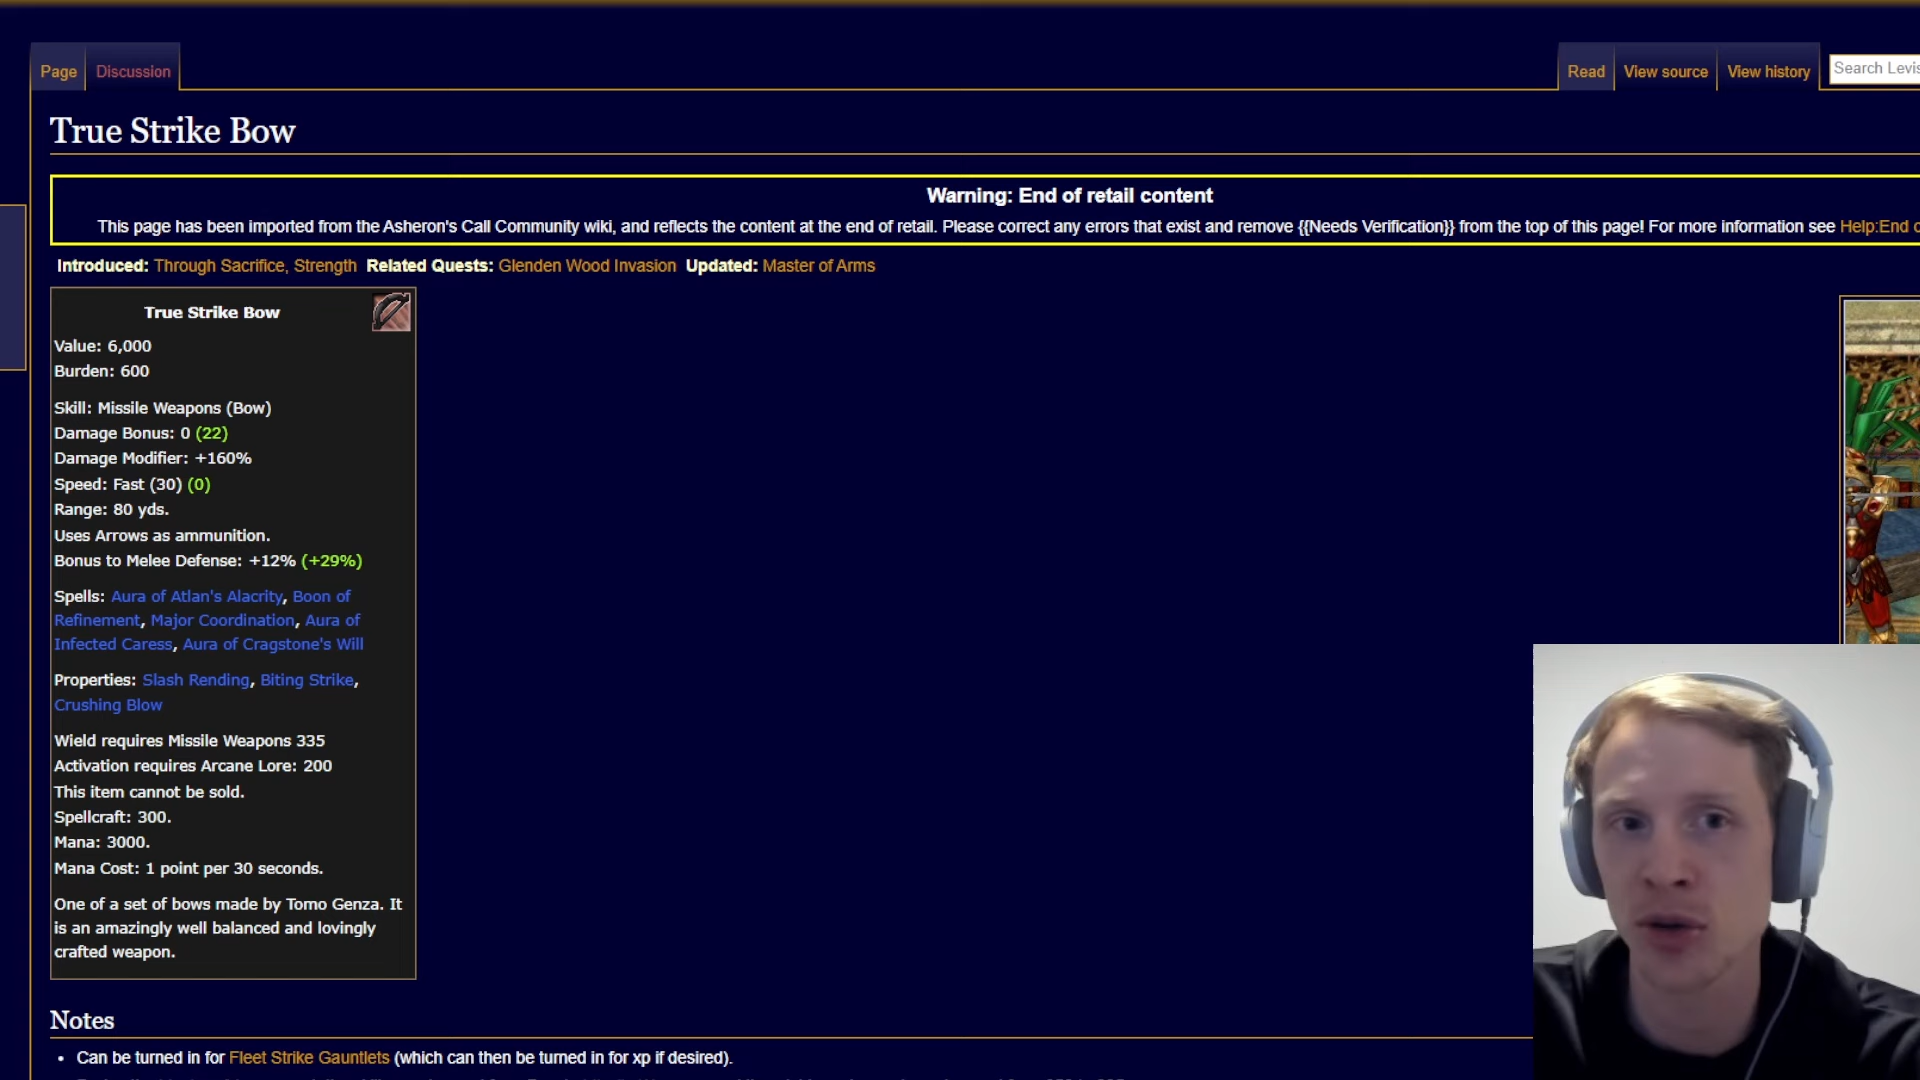 Page Discussion Read View source View history Search Levis
True Strike Bow
Warning: End of retail content
This page has been imported from the Asheron's Call Community wiki, and reflects the content at the end of retail. Please correct any errors that exist and remove {{Needs Verification}} from the top of this page! For more information see Help:End o
Introduced: Through Sacrifice, Strength Related Quests: Glenden Wood Invasion Updated: Master of Arms
True Strike Bow
Value: 6,000
Burden: 600
Skill: Missile Weapons (Bow)
Damage Bonus: 0 (22)
Damage Modifier: +160%
Speed: Fast (30) (0)
Range: 80 yds.
Uses Arrows as ammunition.
Bonus to Melee Defense: +12% (+29%)
Spells: Aura of Atlan's Alacrity, Boon of
Refinement, Major Coordination, Aura of
Infected Caress, Aura of Cragstone's Will
Properties: Slash Rending, Biting Strike,
Crushing Blow
Wield requires Missile Weapons 335
Activation requires Arcane Lore: 200
This item cannot be sold.
Spellcraft: 300.
Mana: 3000.
Mana Cost: 1 point per 30 seconds.
One of a set of bows made by Tomo Genza. It
is an amazingly well balanced and lovingly
crafted weapon.
Notes
• Can be turned in for Fleet Strike Gauntlets (which can then be turned in for xp if desired).